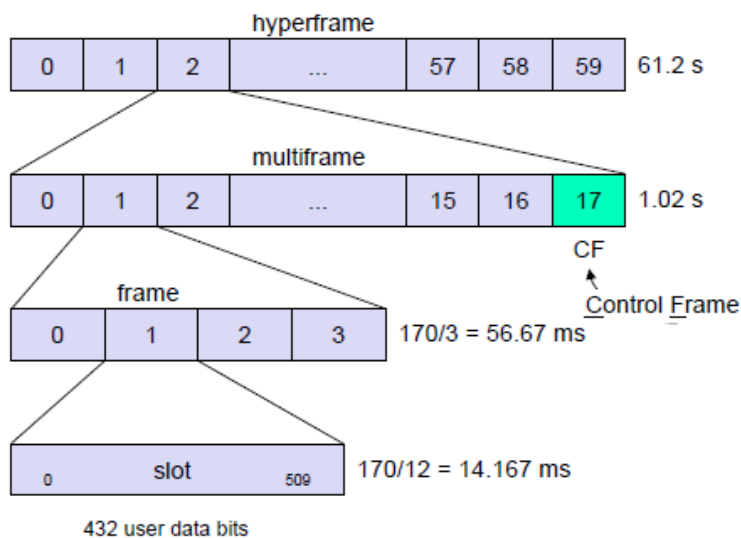 hyperframe
0 1 2 ... 57 58 59 61.2 s
multiframe
0 1 2 ... 15 16 17 1.02 s
CF
Control Frame
frame
0 1 2 3 170/3 = 56.67 ms
0 slot 509 170/12 = 14.167 ms
432 user data bits